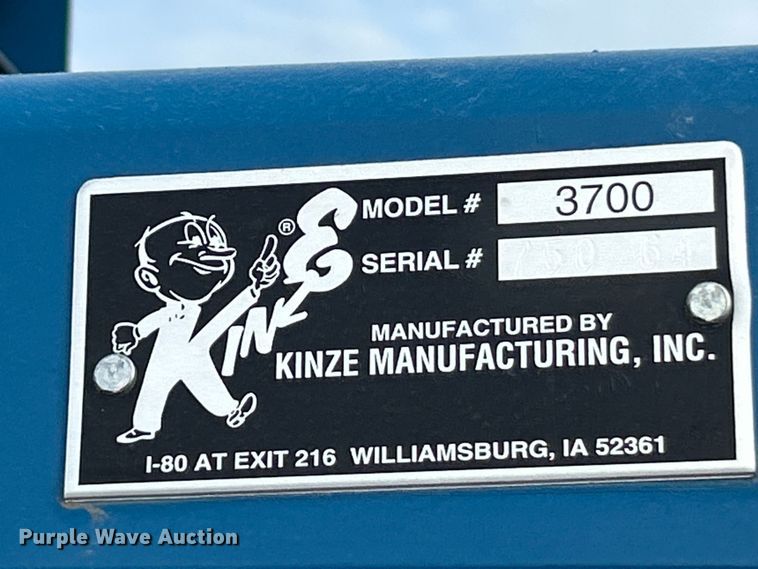 KINZE ®
MODEL # 3700
SERIAL #
MANUFACTURED BY
KINZE MANUFACTURING, INC.
I-80 AT EXIT 216 WILLIAMSBURG, IA 52361
Purple Wave Auction